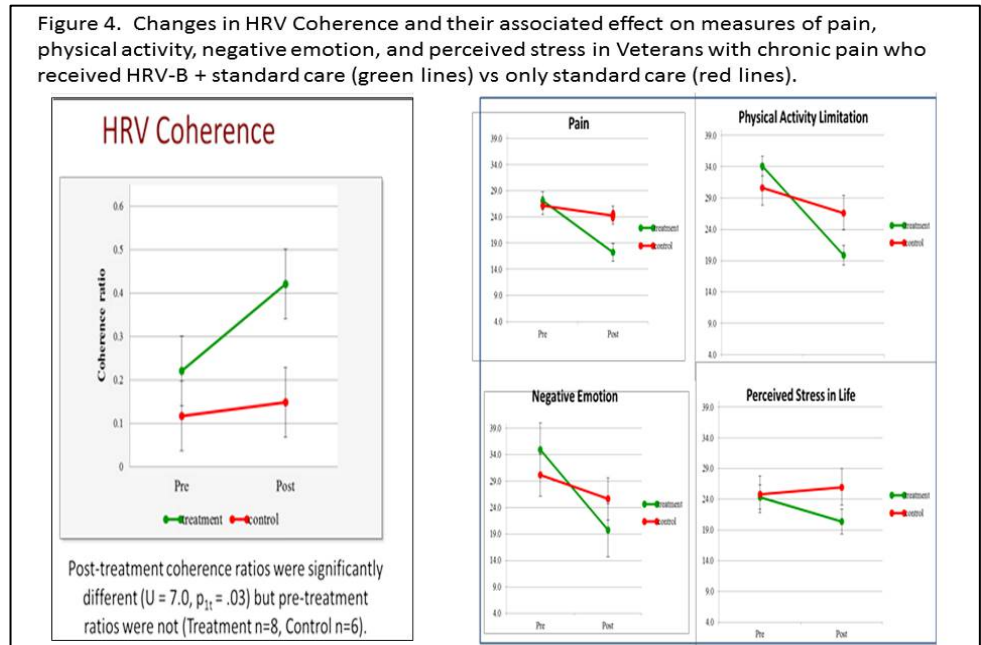 Figure 4. Changes in HRV Coherence and their associated effect on measures of pain,
physical activity, negative emotion, and perceived stress in Veterans with chronic pain who
received HRV-B + standard care (green lines) vs only standard care (red lines).
HRV Coherence
0.6
0.5
0.4
0.3
0.2
0.1
0
Coherence ratio
Pre
Post
treatment
control
Post-treatment coherence ratios were significantly
different (U = 7.0, p1t = .03) but pre-treatment
ratios were not (Treatment n=8, Control n=6).
Pain
39.0
34.0
29.0
24.0
19.0
14.0
9.0
4.0
Pre
Post
treatment
control
Physical Activity Limitation
39.0
34.0
29.0
24.0
19.0
14.0
9.0
4.0
treatment
control
Negative Emotion
39.0
34.0
29.0
24.0
19.0
14.0
9.0
4.0
Pre
Post
treatment
control
Perceived Stress in Life
39.0
34.0
29.0
24.0
19.0
14.0
9.0
4.0
Pre
Post
treatment
control